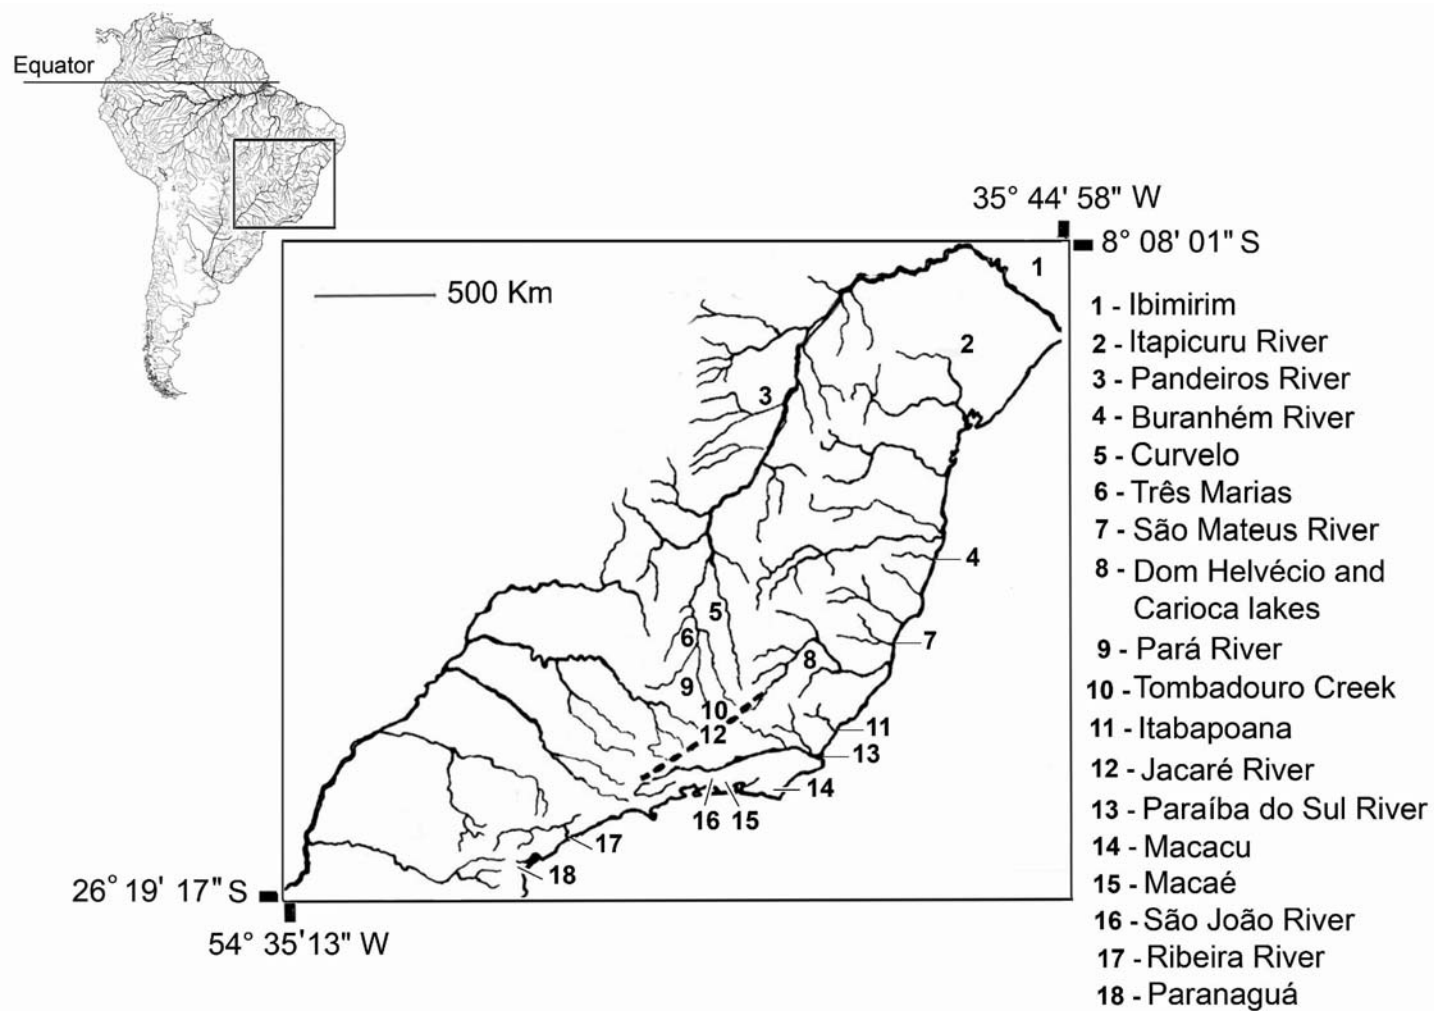 Equator
35° 44' 58" W
8° 08' 01" S
500 Km
1
2
3
4
5
6
7
8
9
10
11
12
13
14
16 15
17
18
26° 19' 17" S
54° 35'13" W
1 - Ibimirim
2 - Itapicuru River
3 - Pandeiros River
4 - Buranhém River
5 - Curvelo
6 - Três Marias
7 - São Mateus River
8 - Dom Helvécio and
Carioca lakes
9 - Pará River
10 - Tombadouro Creek
11 - Itabapoana
12 - Jacaré River
13 - Paraíba do Sul River
14 - Macacu
15 - Macaé
16 - São João River
17 - Ribeira River
18 - Paranaguá